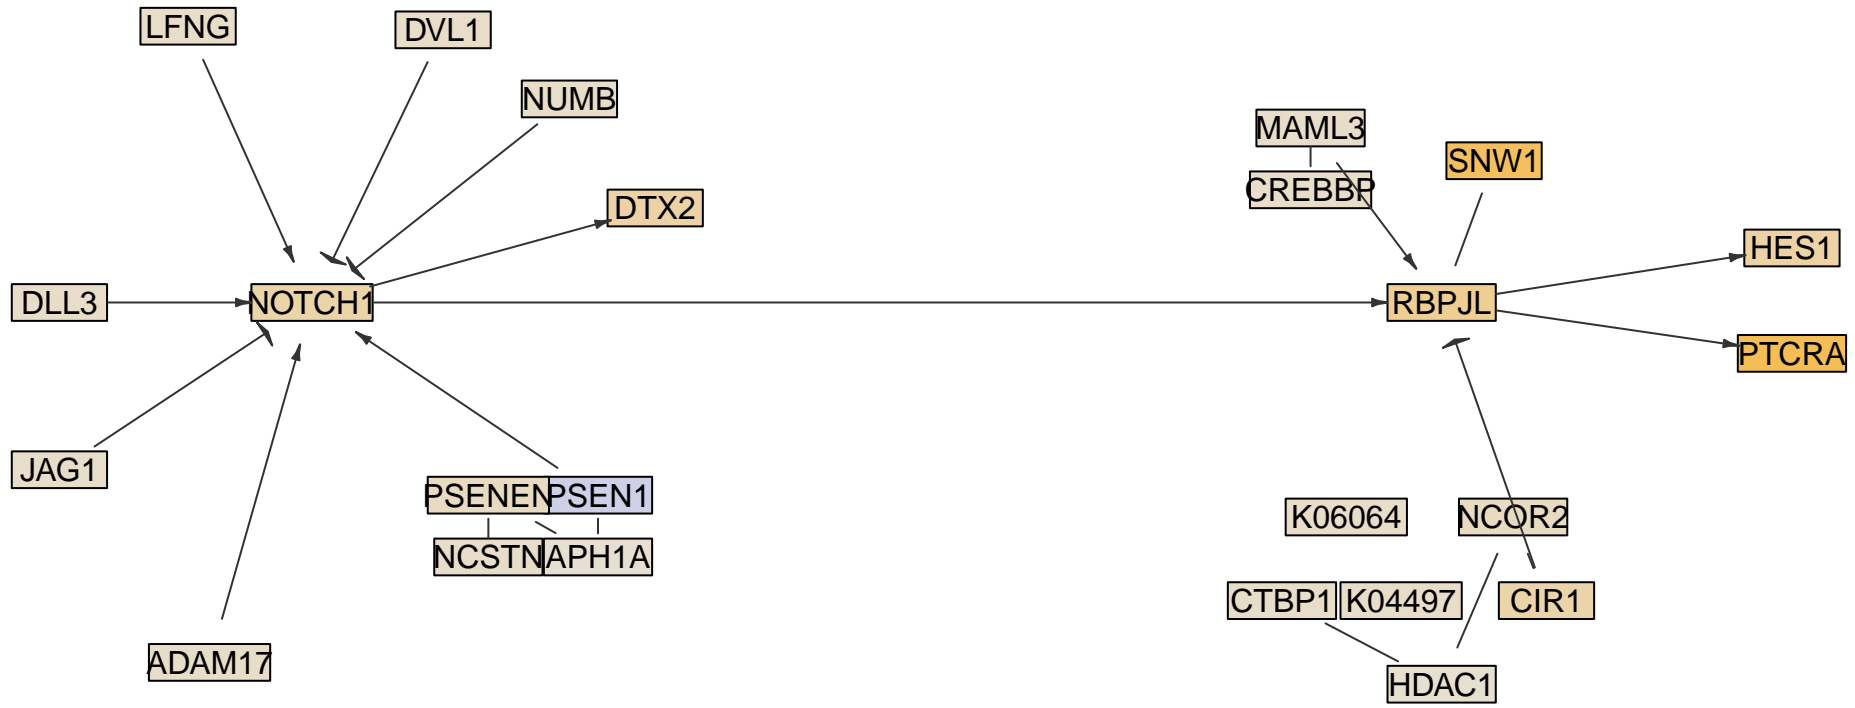 LFNG
DVL1
NUMB
MAML3
SNW1
CREBBP
DTX2
HES1
DLL3
NOTCH1
RBPJL
PTCRA
JAG1
PSENEN
PSEN1
K06064
NCOR2
NCSTN
APH1A
CTBP1
K04497
CIR1
ADAM17
HDAC1